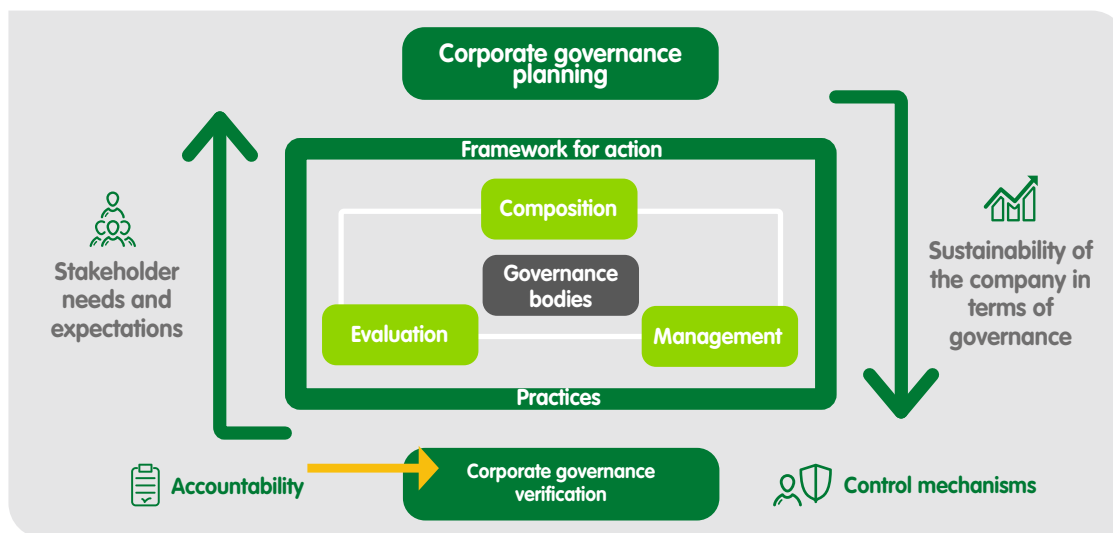 Corporate governance
planning
Framework for action
Composition
Governance
bodies
Evaluation
Management
Practices
Stakeholder
needs and
expectations
Sustainability of
the company in
terms of
governance
Accountability
Corporate governance
verification
Control mechanisms